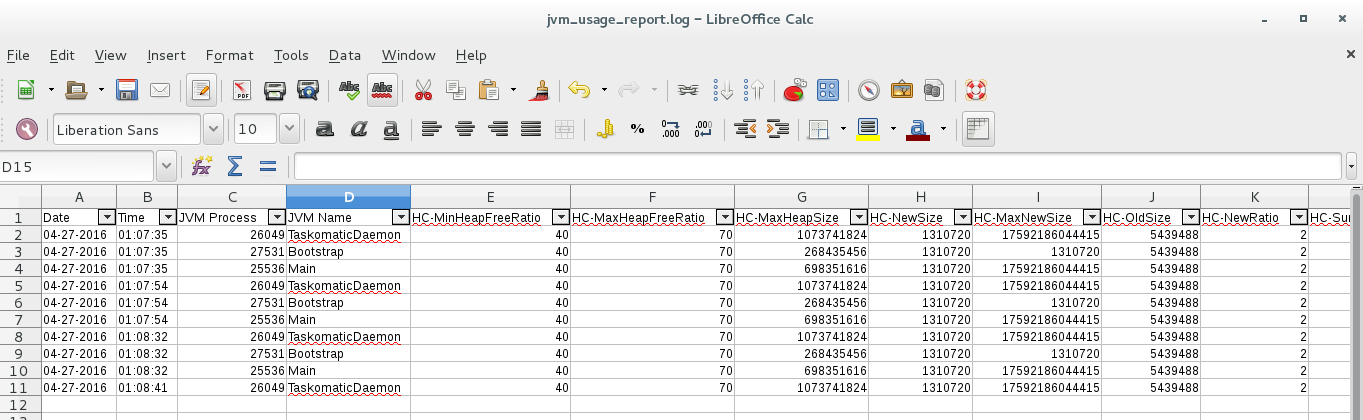 jvm_usage_report.log – LibreOffice Calc
File Edit View Insert Format Tools Data Window Help
Liberation Sans 10 a a a % 0 .000 .000 0
D15 fx Σ =
A B C D E F G H I J K
1 Date Time JVM Process JVM Name HC-MinHeapFreeRatio HC-MaxHeapFreeRatio HC-MaxHeapSize HC-NewSize HC-MaxNewSize HC-OldSize HC-NewRatio HC-Sur
2 04-27-2016 01:07:35 26049 TaskomaticDaemon 40 70 1073741824 1310720 17592186044415 5439488 2
3 04-27-2016 01:07:35 27531 Bootstrap 40 70 268435456 1310720 1310720 5439488 2
4 04-27-2016 01:07:35 25536 Main 40 70 698351616 1310720 17592186044415 5439488 2
5 04-27-2016 01:07:54 26049 TaskomaticDaemon 40 70 1073741824 1310720 17592186044415 5439488 2
6 04-27-2016 01:07:54 27531 Bootstrap 40 70 268435456 1310720 1310720 5439488 2
7 04-27-2016 01:07:54 25536 Main 40 70 698351616 1310720 17592186044415 5439488 2
8 04-27-2016 01:08:32 26049 TaskomaticDaemon 40 70 1073741824 1310720 17592186044415 5439488 2
9 04-27-2016 01:08:32 27531 Bootstrap 40 70 268435456 1310720 1310720 5439488 2
10 04-27-2016 01:08:32 25536 Main 40 70 698351616 1310720 17592186044415 5439488 2
11 04-27-2016 01:08:41 26049 TaskomaticDaemon 40 70 1073741824 1310720 17592186044415 5439488 2
12